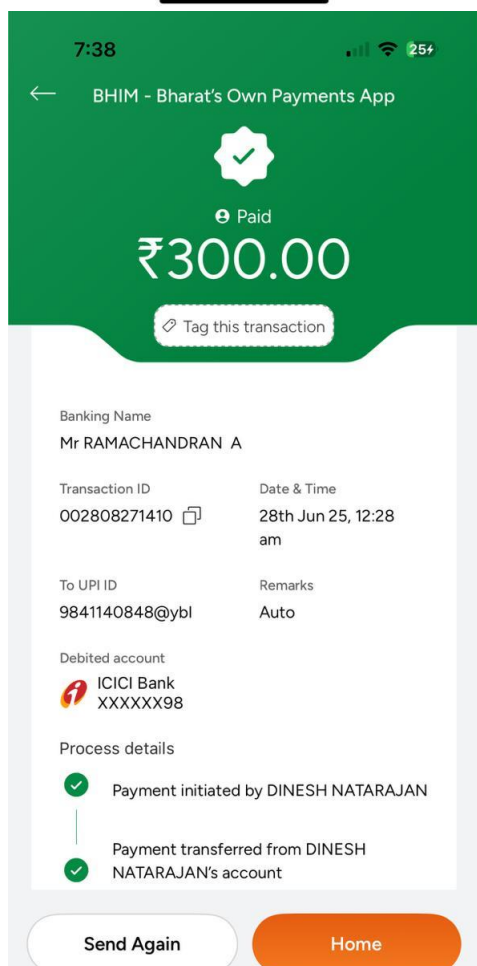 7:38
25
BHIM - Bharat's Own Payments App
Paid
₹300.00
Tag this transaction
Banking Name
Mr RAMACHANDRAN A
Transaction ID
Date & Time
002808271410
28th Jun 25, 12:28
am
To UPI ID
Remarks
9841140848@ybl
Auto
Debited account
ICICI Bank
XXXXXX98
Process details
Payment initiated by DINESH NATARAJAN
Payment transferred from DINESH
NATARAJAN's account
Send Again
Home